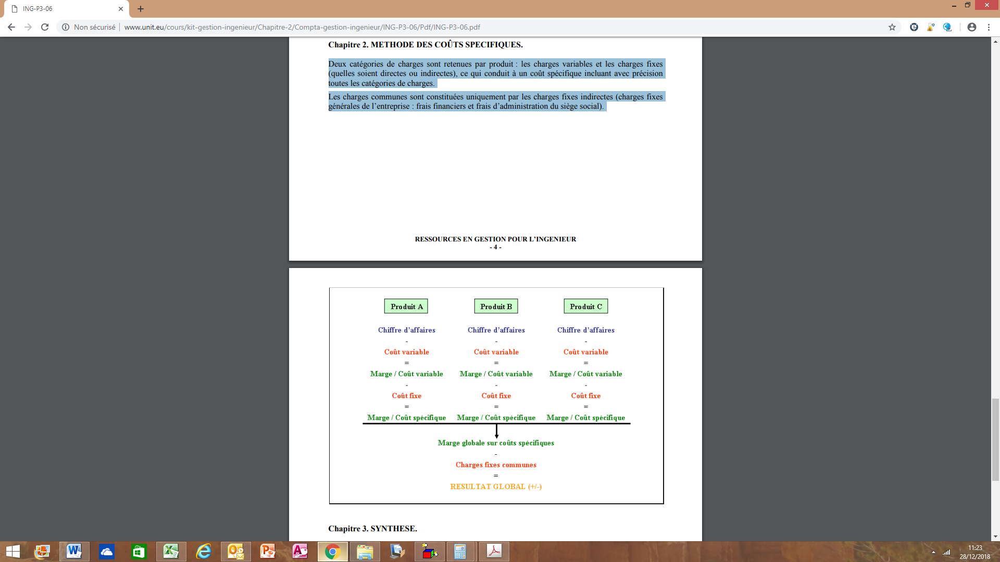 ING-P3-06
Non sécurisé
www.unit.eu/cours/kit-gestion-ingenieur/Chapitre-2/Compta-gestion-ingenieur/ING-P3-06/Pdf/ING-P3-06.pdf
Chapitre 2. METHODE DES COÛTS SPECIFIQUES.
Deux catégories de charges sont retenues par produit : les charges variables et les charges fixes
(quelles soient directes ou indirectes), ce qui conduit à un coût spécifique incluant avec précision
toutes les catégories de charges.
Les charges communes sont constituées uniquement par les charges fixes indirectes (charges fixes
générales de l'entreprise : frais financiers et frais d'administration du siège social).
RESSOURCES EN GESTION POUR L'INGENIEUR
- 4 -
Produit A Produit B Produit C
Chiffre d'affaires Chiffre d'affaires Chiffre d'affaires
- - -
Coût variable Coût variable Coût variable
= = =
Marge / Coût variable Marge / Coût variable Marge / Coût variable
- - -
Coût fixe Coût fixe Coût fixe
= = =
Marge / Coût spécifique Marge / Coût spécifique Marge / Coût spécifique
Marge globale sur coûts spécifiques
-
Charges fixes communes
=
RESULTAT GLOBAL (+/-)
Chapitre 3. SYNTHESE.
11:23
28/12/2018